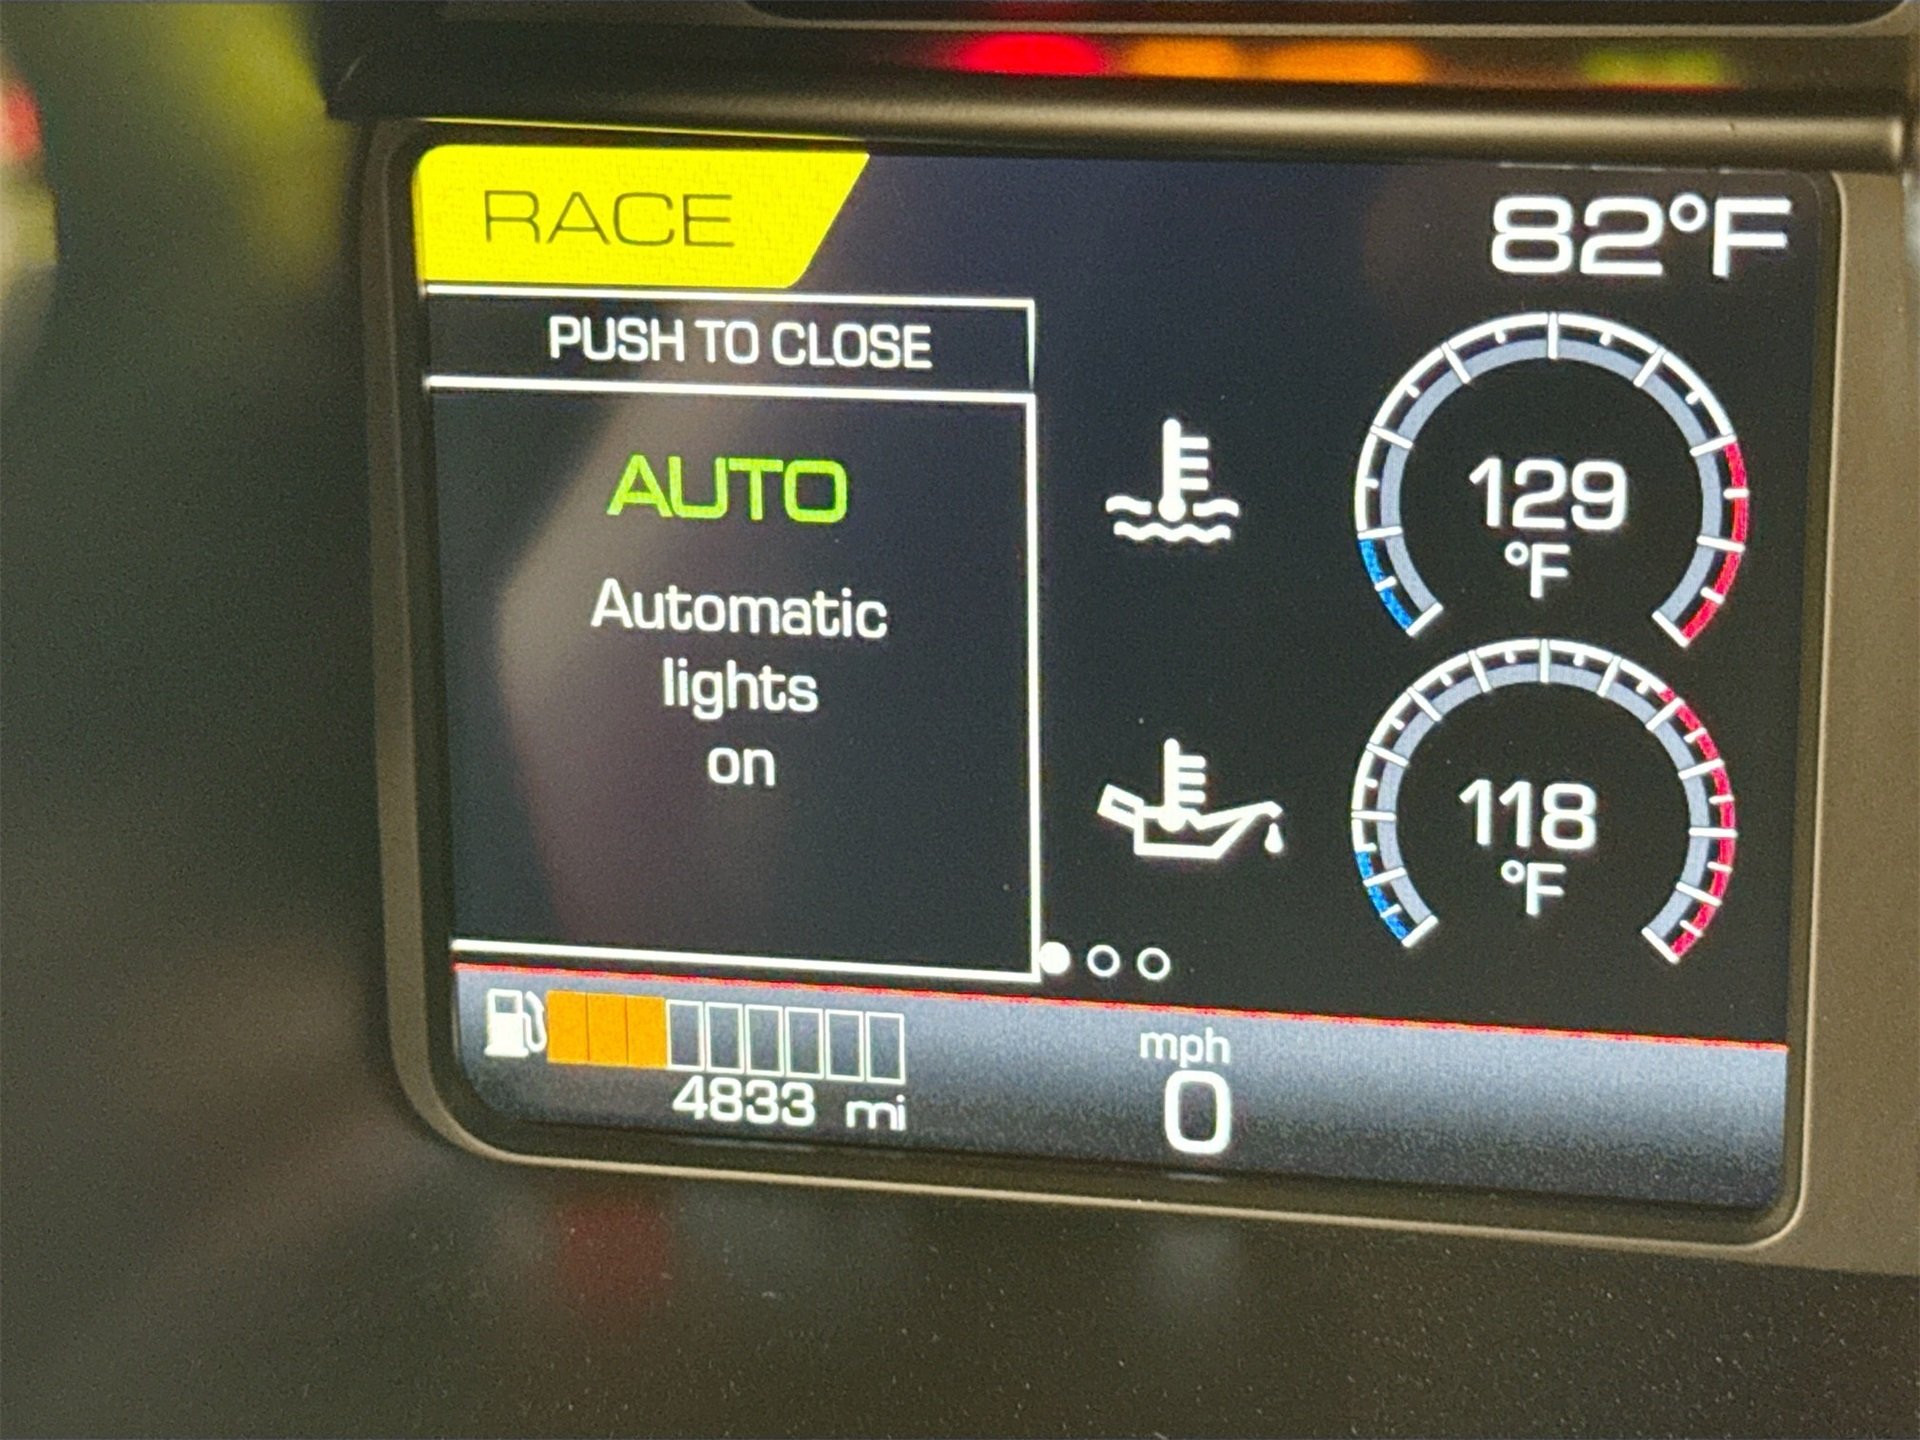 RACE
82°F
PUSH TO CLOSE
AUTO
Automatic
lights
on
129
°F
118
°F
4833 mi
mph
0